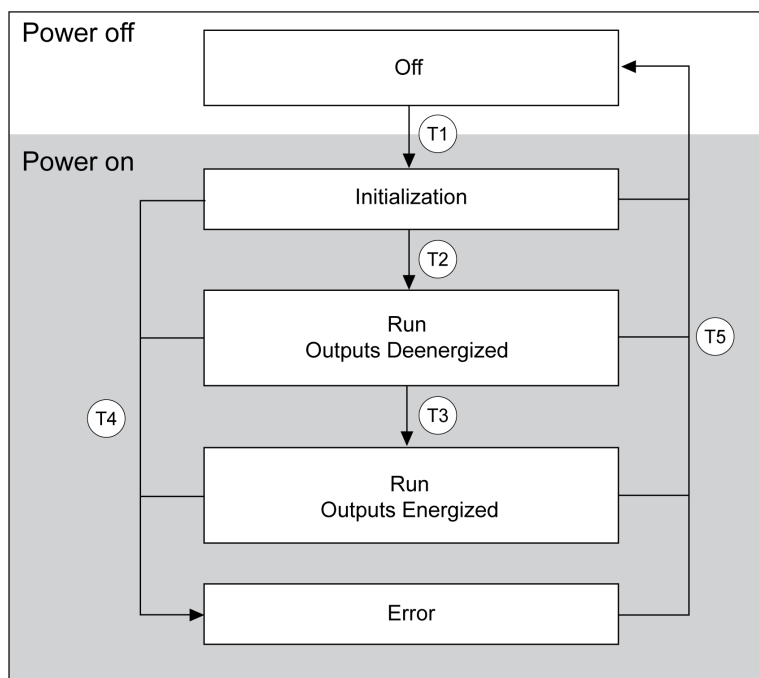 Power off
Off
T1
Power on
Initialization
T2
Run
Outputs Deenergized
T5
T3
T4
Run
Outputs Energized
Error